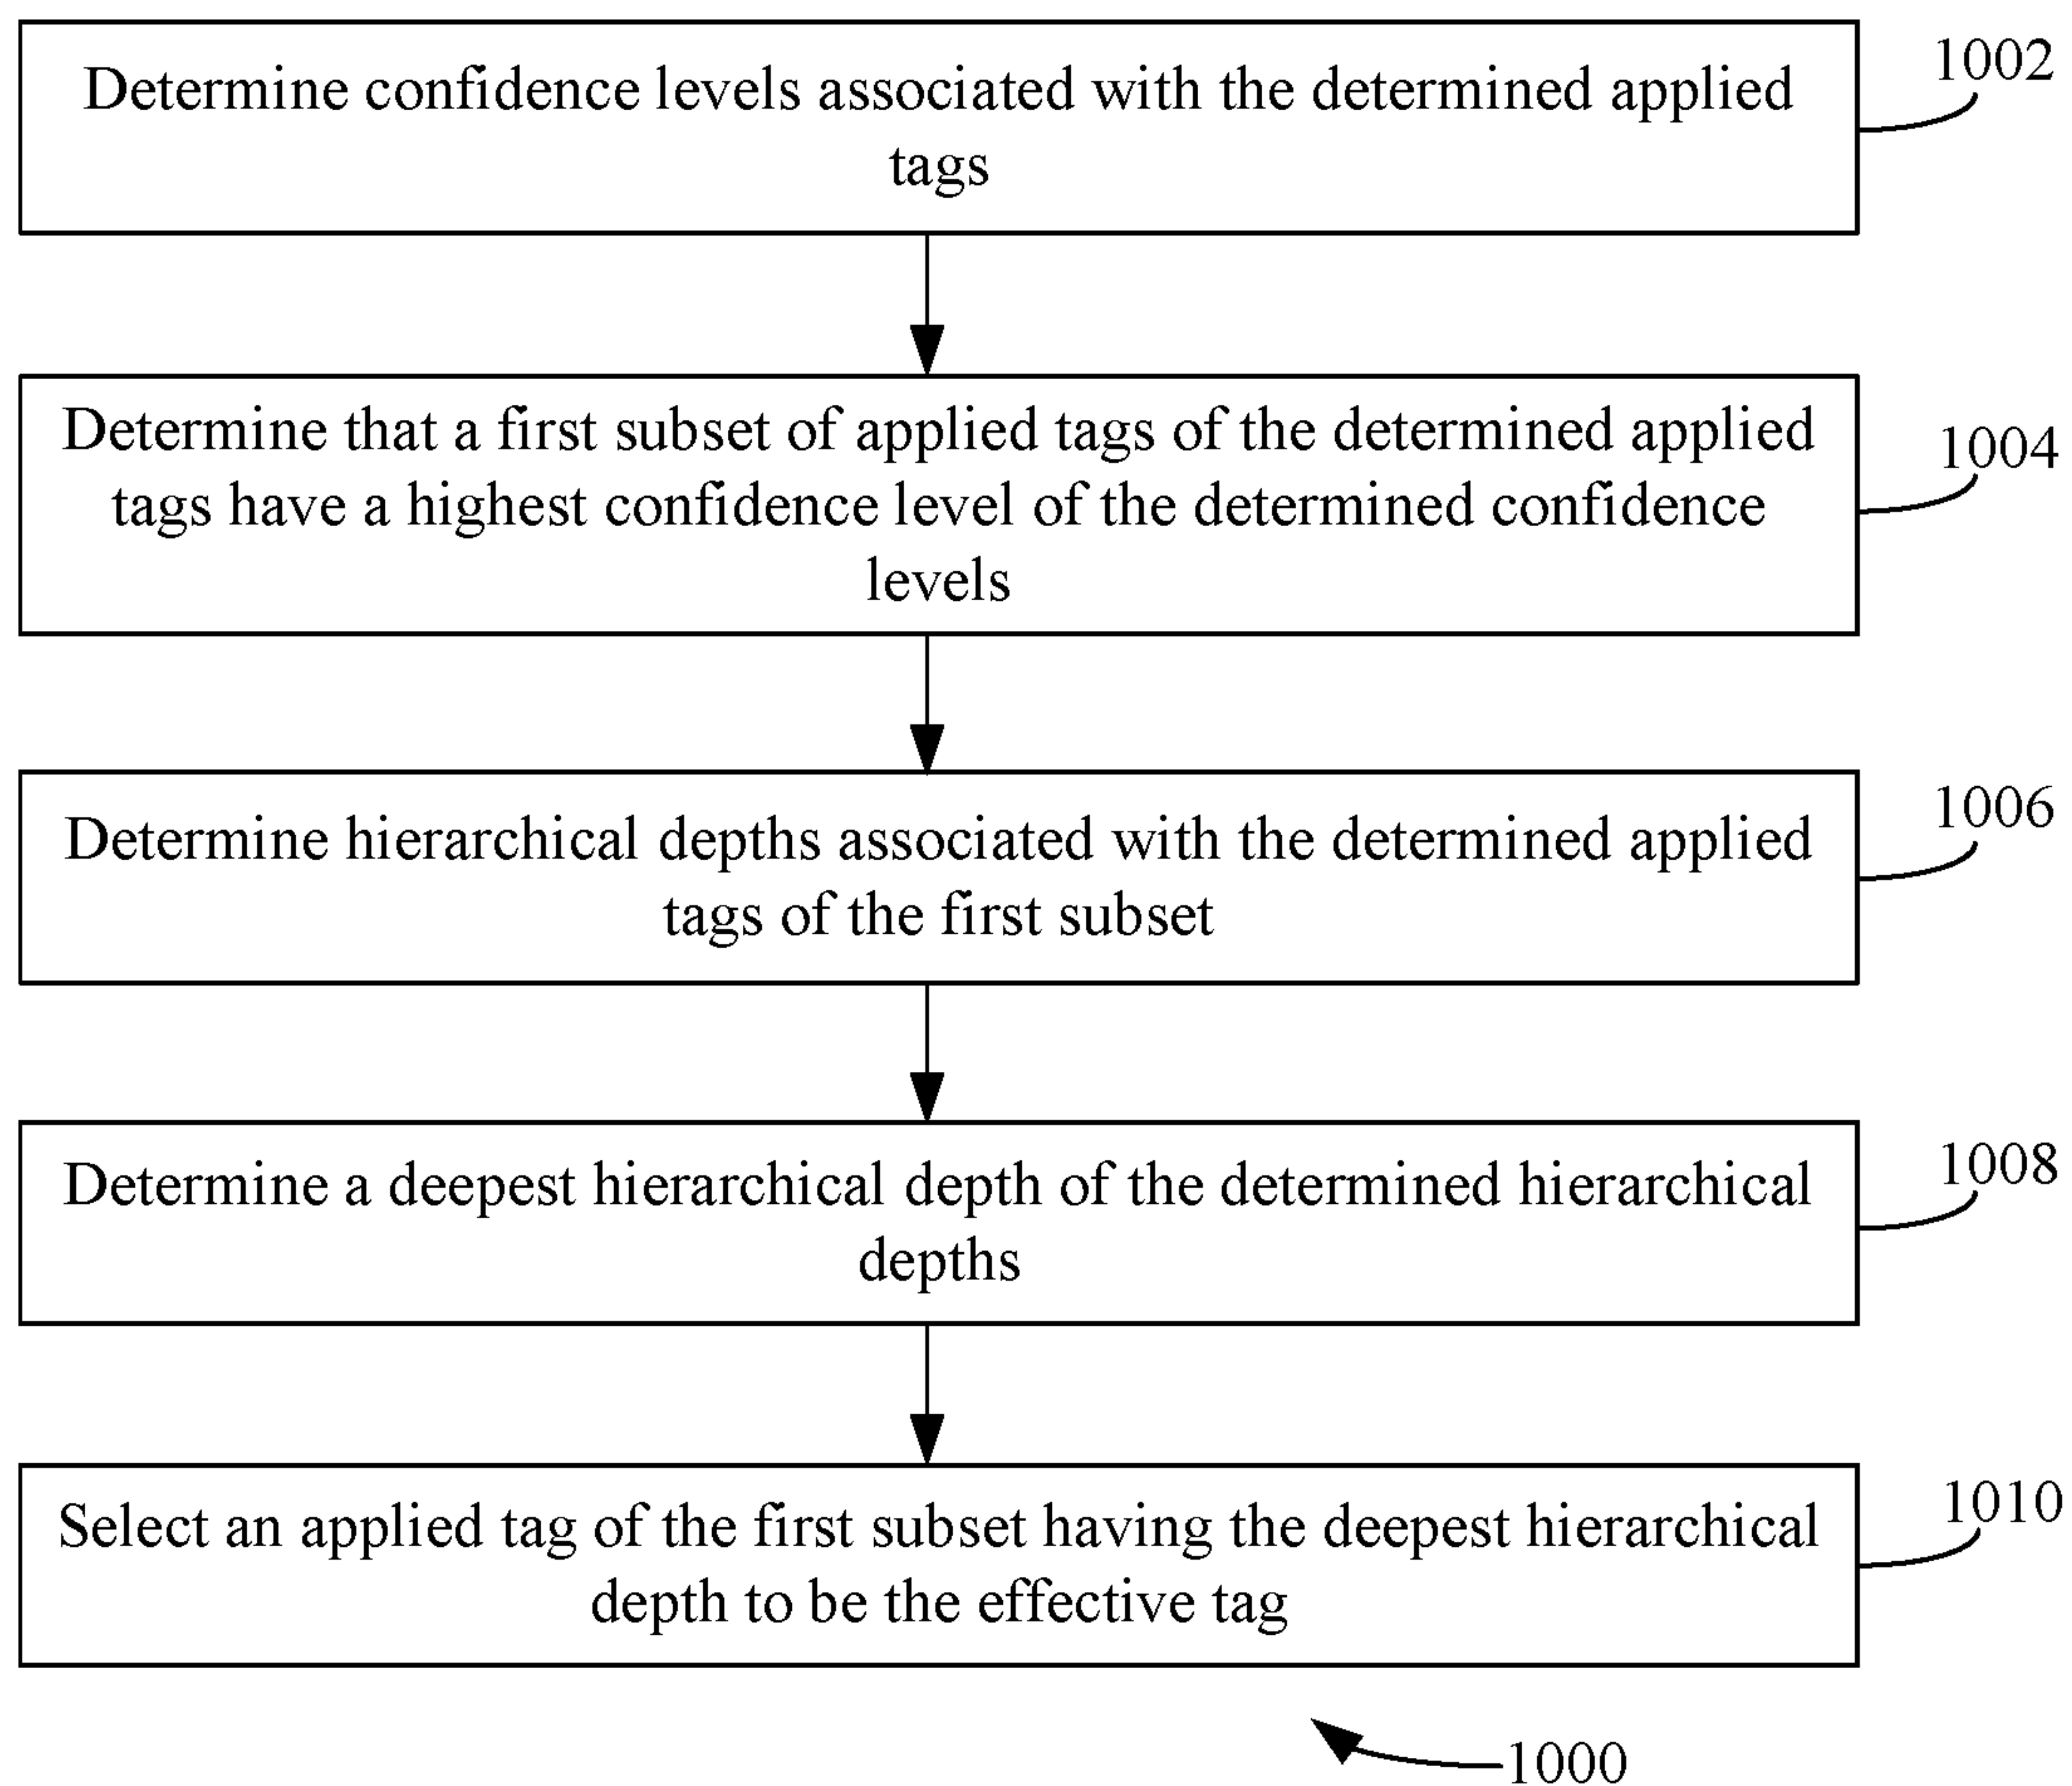 Determine confidence levels associated with the determined applied
tags
1002
Determine that a first subset of applied tags of the determined applied
tags have a highest confidence level of the determined confidence
levels
1004
Determine hierarchical depths associated with the determined applied
tags of the first subset
1006
Determine a deepest hierarchical depth of the determined hierarchical
depths
1008
Select an applied tag of the first subset having the deepest hierarchical
depth to be the effective tag
1010
1000